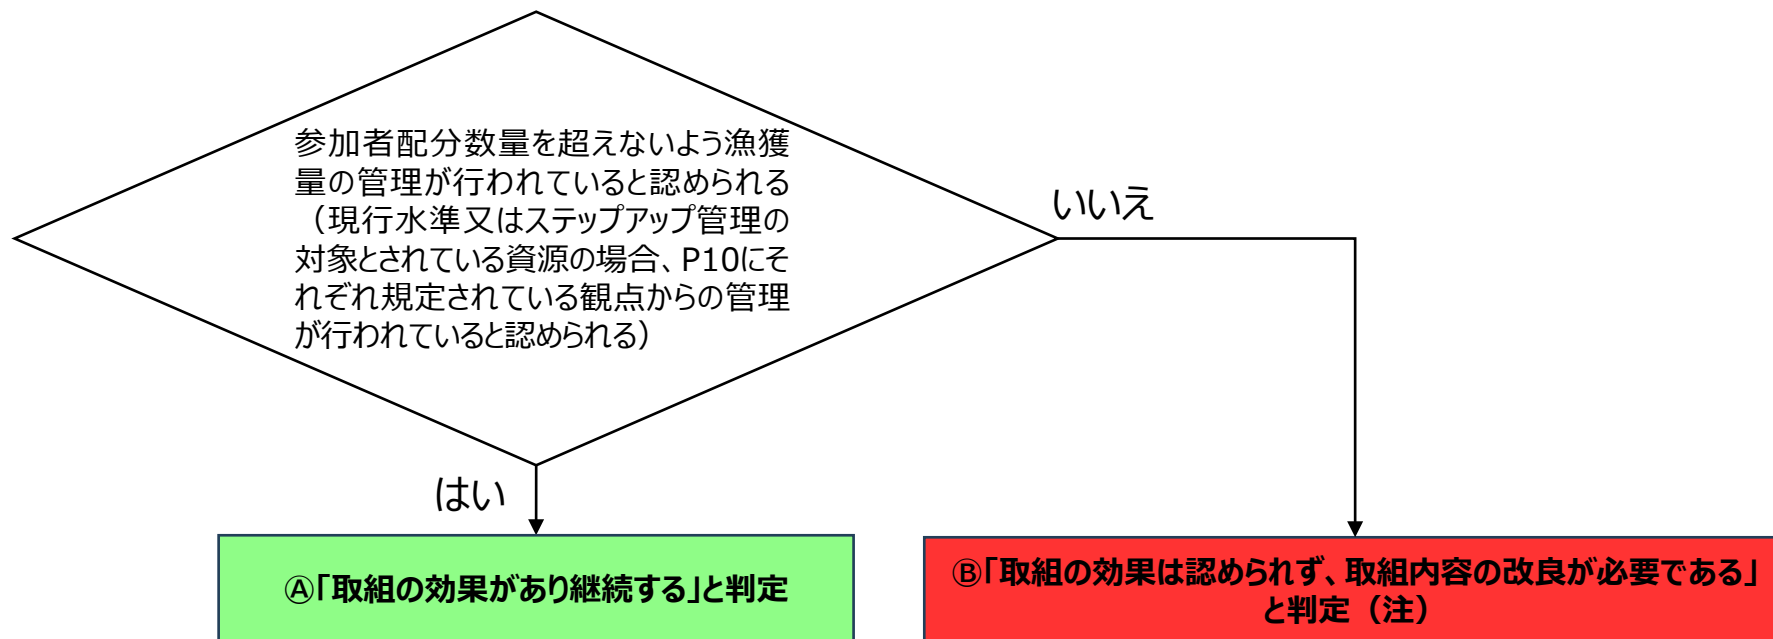 参加者配分数量を超えないよう漁獲
量の管理が行われていると認められる
（現行水準又はステップアップ管理の
対象とされている資源の場合、P10にそ
れぞれ規定されている観点からの管理
が行われていると認められる）
いいえ
はい
Ⓐ「取組の効果があり継続する」と判定
Ⓑ「取組の効果は認められず、取組内容の改良が必要である」
と判定（注）